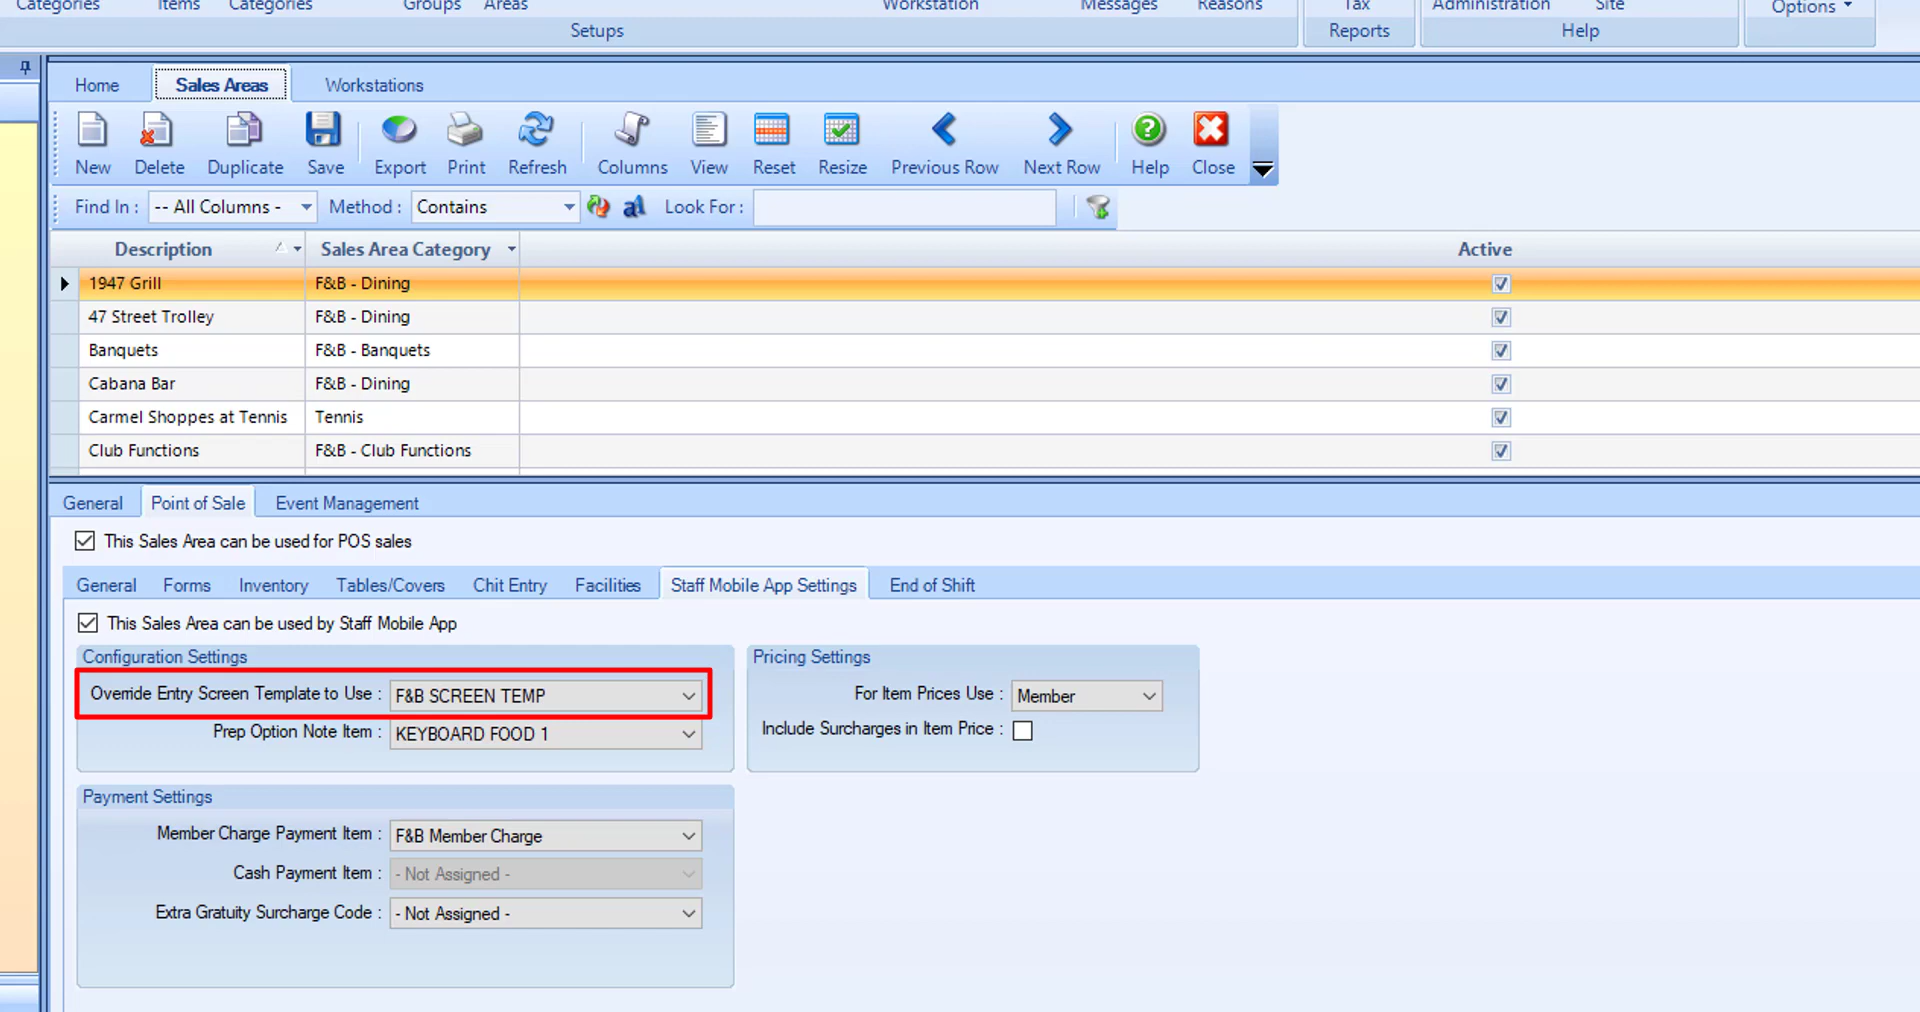 Categories Items Categories Groups Areas Workstation Messages Reasons Tax Administration Site Options
Setups Reports Help
Home Sales Areas Workstations
New Delete Duplicate Save Export Print Refresh Columns View Reset Resize Previous Row Next Row Help Close
Find In : -- All Columns - Method : Contains Look For :
Description Sales Area Category Active
1947 Grill F&B - Dining
47 Street Trolley F&B - Dining
Banquets F&B - Banquets
Cabana Bar F&B - Dining
Carmel Shoppes at Tennis Tennis
Club Functions F&B - Club Functions
General Point of Sale Event Management
This Sales Area can be used for POS sales
General Forms Inventory Tables/Covers Chit Entry Facilities Staff Mobile App Settings End of Shift
This Sales Area can be used by Staff Mobile App
Configuration Settings Pricing Settings
Override Entry Screen Template to Use : F&B SCREEN TEMP For Item Prices Use : Member
Prep Option Note Item : KEYBOARD FOOD 1 Include Surcharges in Item Price :
Payment Settings
Member Charge Payment Item : F&B Member Charge
Cash Payment Item : - Not Assigned -
Extra Gratuity Surcharge Code : - Not Assigned -